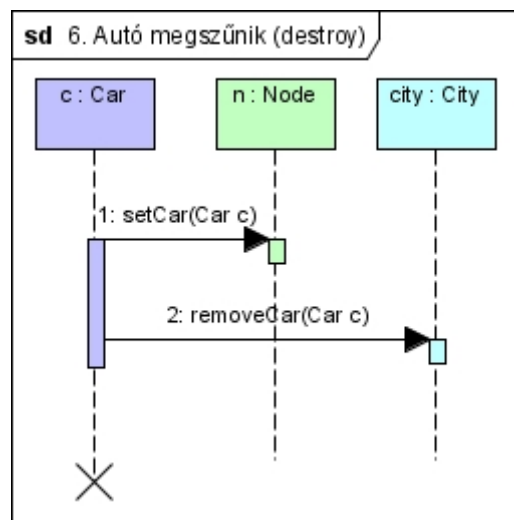 sd 6. Autó megszűnik (destroy)
c : Car
n : Node
city : City
1: setCar(Car c)
2: removeCar(Car c)